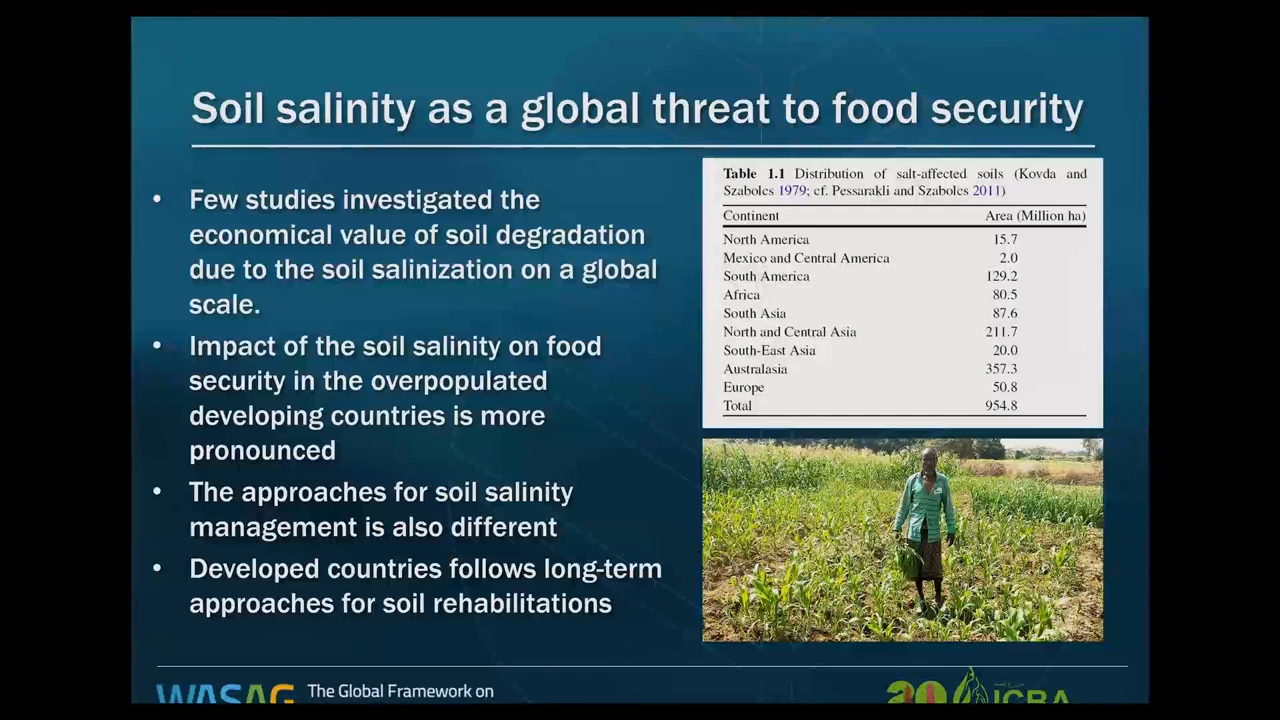 Soil salinity as a global threat to food security
• Few studies investigated the
economical value of soil degradation
due to the soil salinization on a global
scale.
• Impact of the soil salinity on food
security in the overpopulated
developing countries is more
pronounced
• The approaches for soil salinity
management is also different
• Developed countries follows long-term
approaches for soil rehabilitations
Table 1.1 Distribution of salt-affected soils (Kovda and
Szabolcs 1979; cf. Pessarakli and Szabolcs 2011)
Continent Area (Million ha)
North America 15.7
Mexico and Central America 2.0
South America 129.2
Africa 80.5
South Asia 87.6
North and Central Asia 211.7
South-East Asia 20.0
Australasia 357.3
Europe 50.8
Total 954.8
WASAG The Global Framework on
20 ICBA